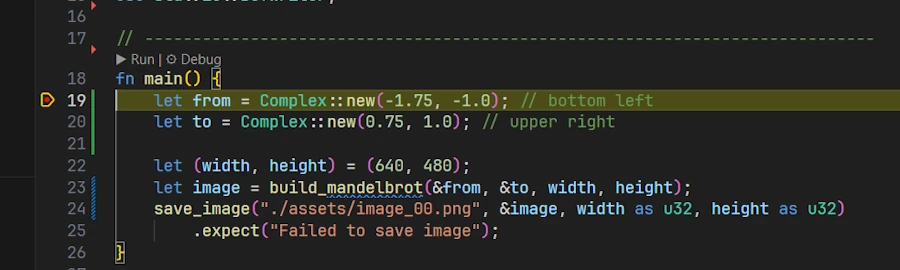 16
17 // ----------------------------------------------------------------------------
▶ Run | ⚙ Debug
18 fn main() {
19 let from = Complex::new(-1.75, -1.0); // bottom left
20 let to = Complex::new(0.75, 1.0); // upper right
21
22 let (width, height) = (640, 480);
23 let image = build_mandelbrot(&from, &to, width, height);
24 save_image("./assets/image_00.png", &image, width as u32, height as u32)
25 .expect("Failed to save image");
26 }